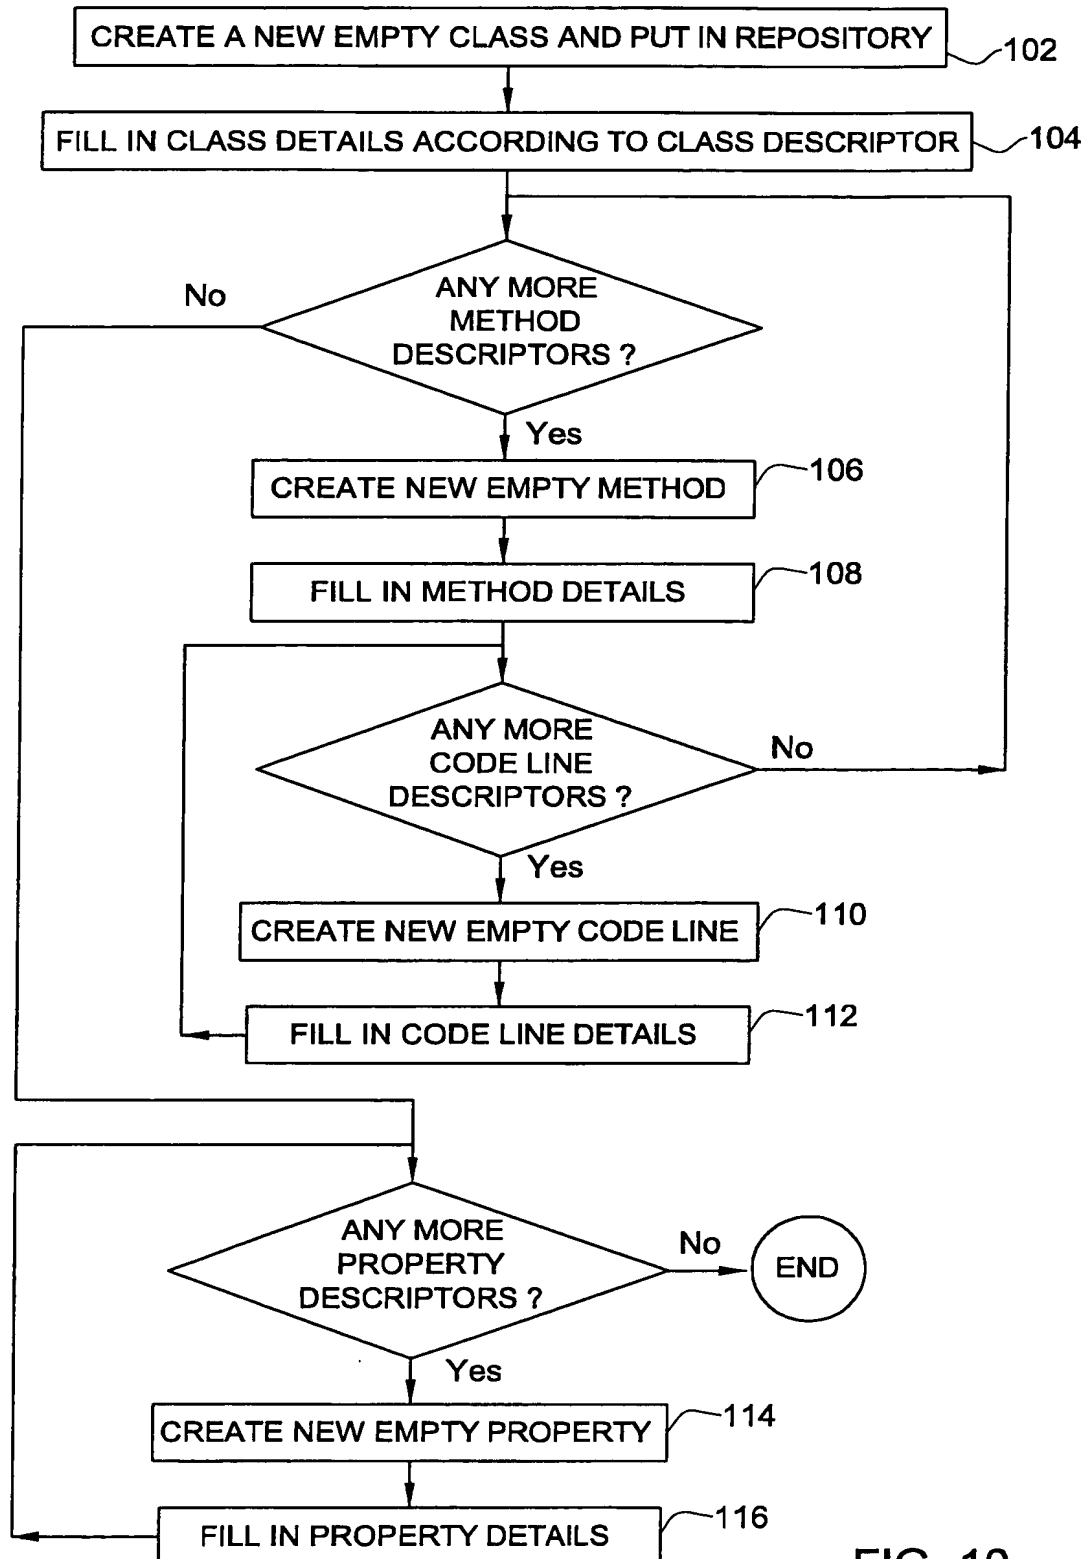 CREATE A NEW EMPTY CLASS AND PUT IN REPOSITORY
102
FILL IN CLASS DETAILS ACCORDING TO CLASS DESCRIPTOR
104
No
ANY MORE
METHOD
DESCRIPTORS ?
Yes
106
CREATE NEW EMPTY METHOD
108
FILL IN METHOD DETAILS
ANY MORE
CODE LINE
DESCRIPTORS ?
No
Yes
110
CREATE NEW EMPTY CODE LINE
112
FILL IN CODE LINE DETAILS
ANY MORE
PROPERTY
DESCRIPTORS ?
No
END
Yes
114
CREATE NEW EMPTY PROPERTY
116
FILL IN PROPERTY DETAILS